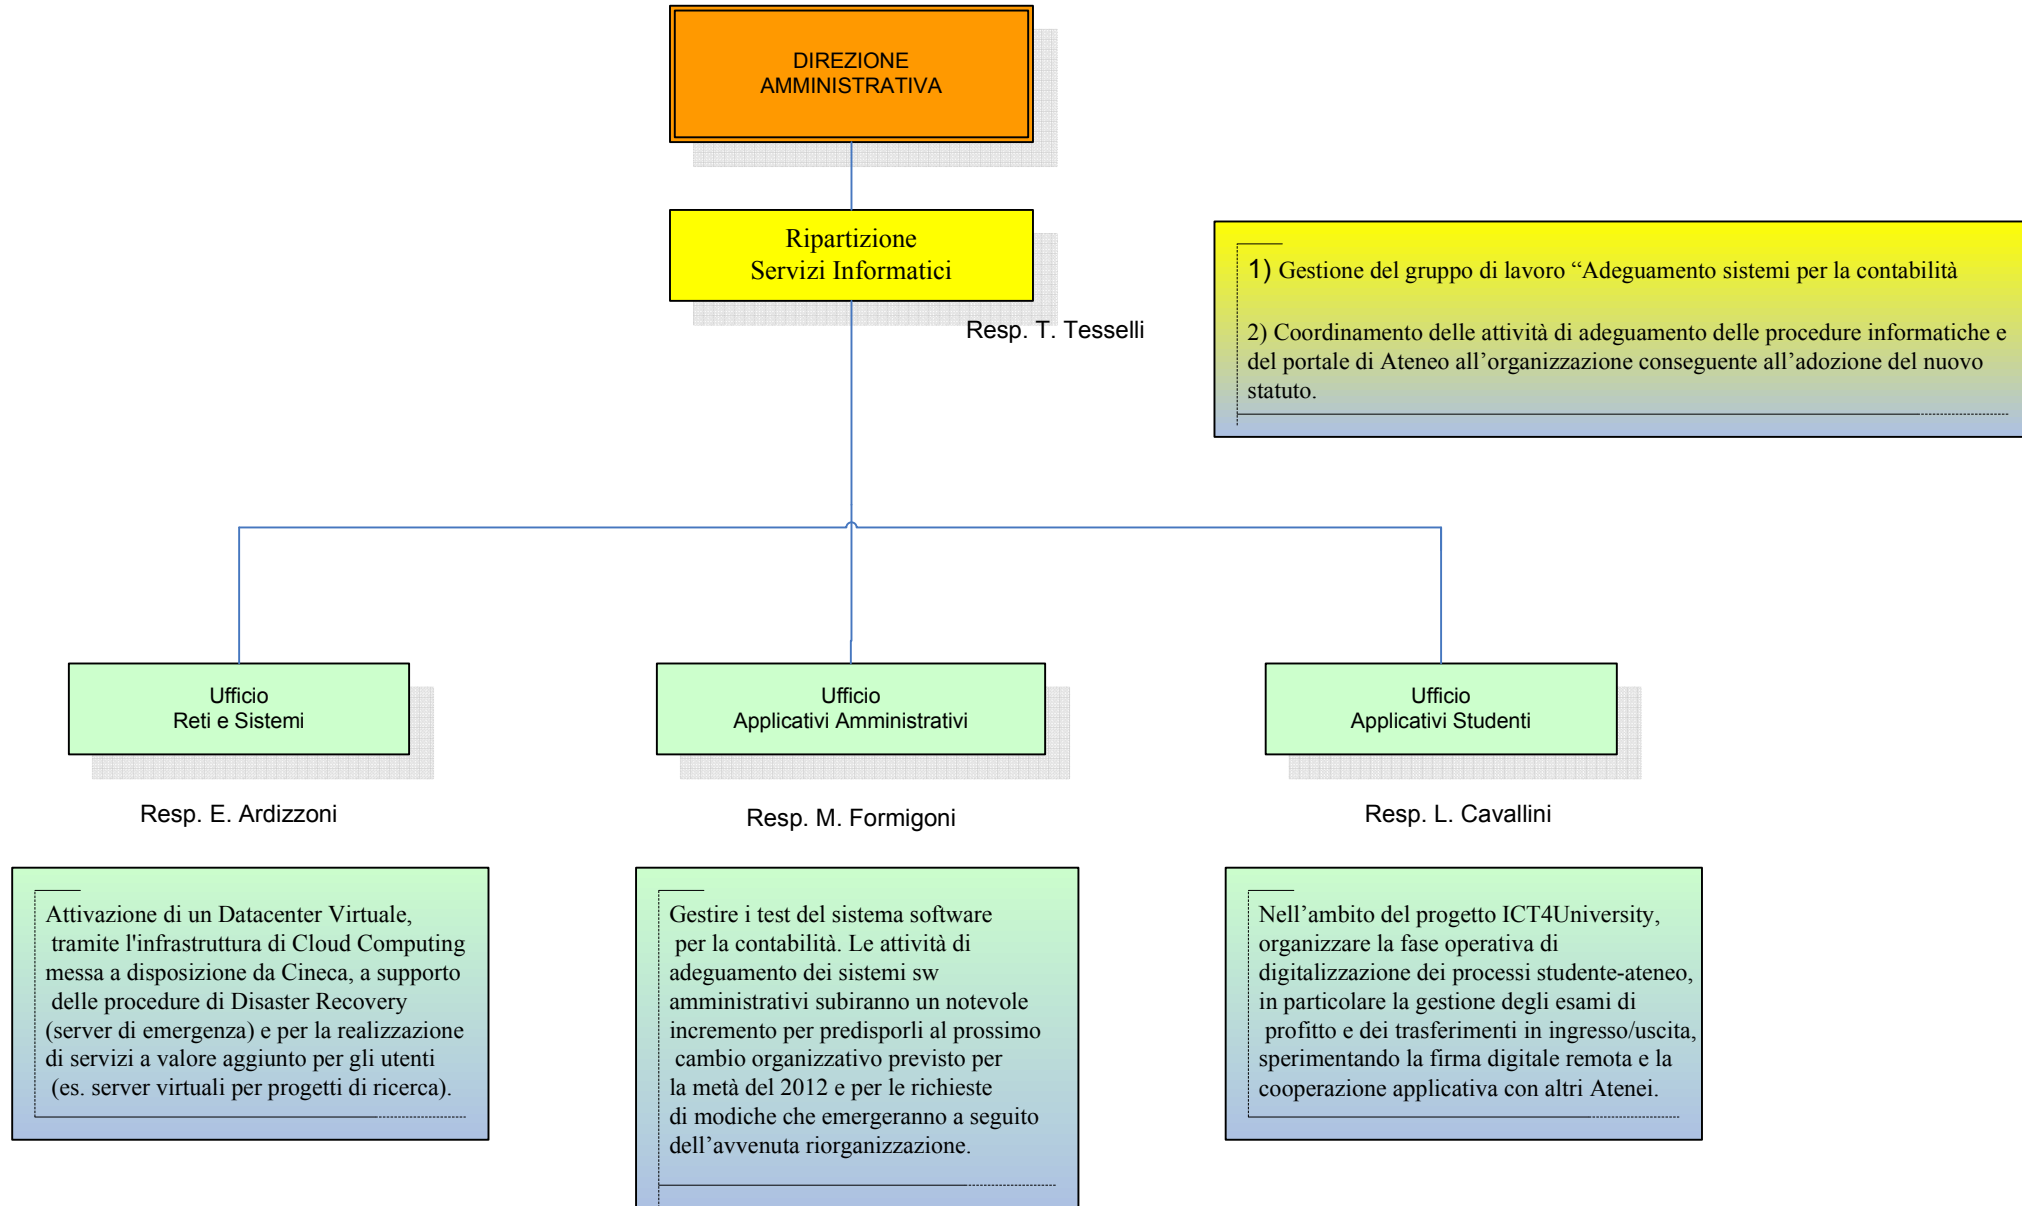 DIREZIONE
AMMINISTRATIVA
Ripartizione
Servizi Informatici
Resp. T. Tesselli
1) Gestione del gruppo di lavoro “Adeguamento sistemi per la contabilità
2) Coordinamento delle attività di adeguamento delle procedure informatiche e
del portale di Ateneo all’organizzazione conseguente all’adozione del nuovo
statuto.
Ufficio
Reti e Sistemi
Resp. E. Ardizzoni
Attivazione di un Datacenter Virtuale,
tramite l'infrastruttura di Cloud Computing
messa a disposizione da Cineca, a supporto
delle procedure di Disaster Recovery
(server di emergenza) e per la realizzazione
di servizi a valore aggiunto per gli utenti
(es. server virtuali per progetti di ricerca).
Ufficio
Applicativi Amministrativi
Resp. M. Formigoni
Gestire i test del sistema software
per la contabilità. Le attività di
adeguamento dei sistemi sw
amministrativi subiranno un notevole
incremento per predisporli al prossimo
cambio organizzativo previsto per
la metà del 2012 e per le richieste
di modiche che emergeranno a seguito
dell’avvenuta riorganizzazione.
Ufficio
Applicativi Studenti
Resp. L. Cavallini
Nell’ambito del progetto ICT4University,
organizzare la fase operativa di
digitalizzazione dei processi studente-ateneo,
in particolare la gestione degli esami di
profitto e dei trasferimenti in ingresso/uscita,
sperimentando la firma digitale remota e la
cooperazione applicativa con altri Atenei.